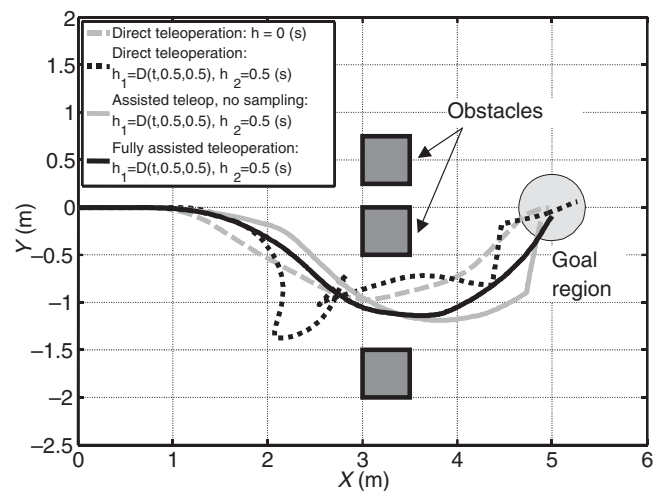 2
1.5
1
0.5
0
−0.5
−1
−1.5
−2
−2.5
Y (m)
Direct teleoperation: h = 0 (s)
Direct teleoperation:
h1=D(t,0.5,0.5), h 2=0.5 (s)
Assisted teleop, no sampling:
h1=D(t,0.5,0.5), h 2=0.5 (s)
Fully assisted teleoperation:
h1=D(t,0.5,0.5), h 2=0.5 (s)
Obstacles
Goal
region
0 1 2 3 4 5 6
X (m)